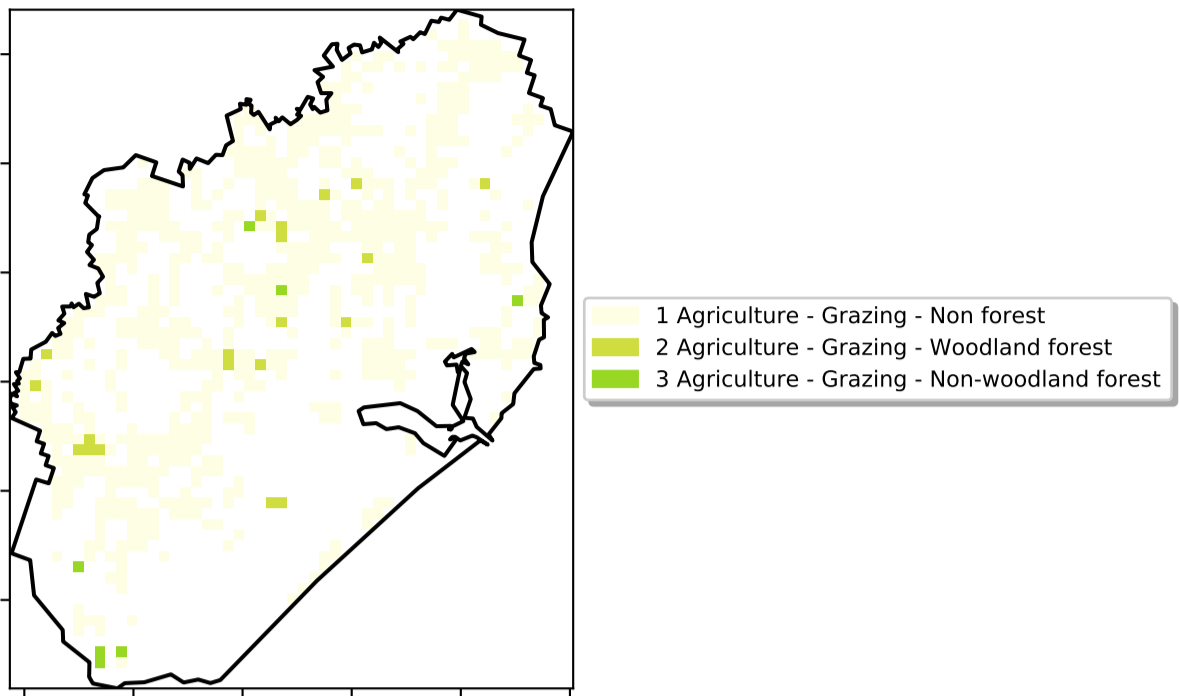 1 Agriculture - Grazing - Non forest
2 Agriculture - Grazing - Woodland forest
3 Agriculture - Grazing - Non-woodland forest